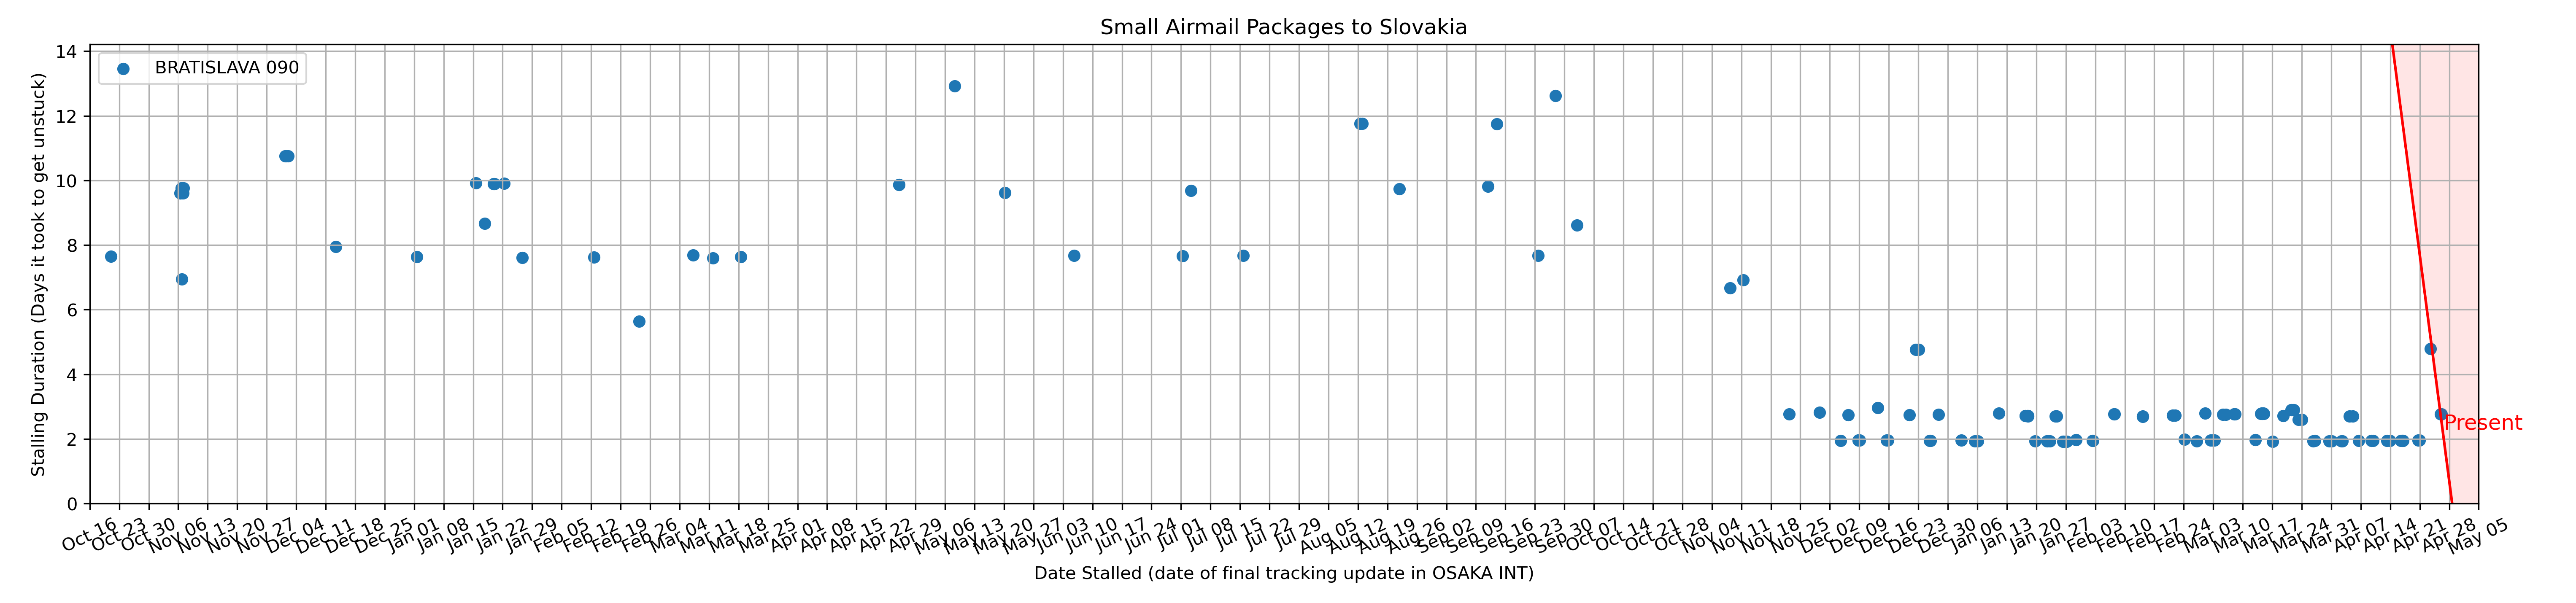 Small Airmail Packages to Slovakia
BRATISLAVA 090
Stalling Duration (Days it took to get unstuck)
14
12
10
8
6
4
2
0
Present
Oct 16
Oct 23
Oct 30
Nov 06
Nov 13
Nov 20
Nov 27
Dec 04
Dec 11
Dec 18
Dec 25
Jan 01
Jan 08
Jan 15
Jan 22
Jan 29
Feb 05
Feb 12
Feb 19
Feb 26
Mar 04
Mar 11
Mar 18
Mar 25
Apr 01
Apr 08
Apr 15
Apr 22
Apr 29
May 06
May 13
May 20
May 27
Jun 03
Jun 10
Jun 17
Jun 24
Jul 01
Jul 08
Jul 15
Jul 22
Jul 29
Aug 05
Aug 12
Aug 19
Aug 26
Sep 02
Sep 09
Sep 16
Sep 23
Sep 30
Oct 07
Oct 14
Oct 21
Oct 28
Nov 04
Nov 11
Nov 18
Nov 25
Dec 02
Dec 09
Dec 16
Dec 23
Dec 30
Jan 06
Jan 13
Jan 20
Jan 27
Feb 03
Feb 10
Feb 17
Feb 24
Mar 03
Mar 10
Mar 17
Mar 24
Mar 31
Apr 07
Apr 14
Apr 21
Apr 28
May 05
Date Stalled (date of final tracking update in OSAKA INT)